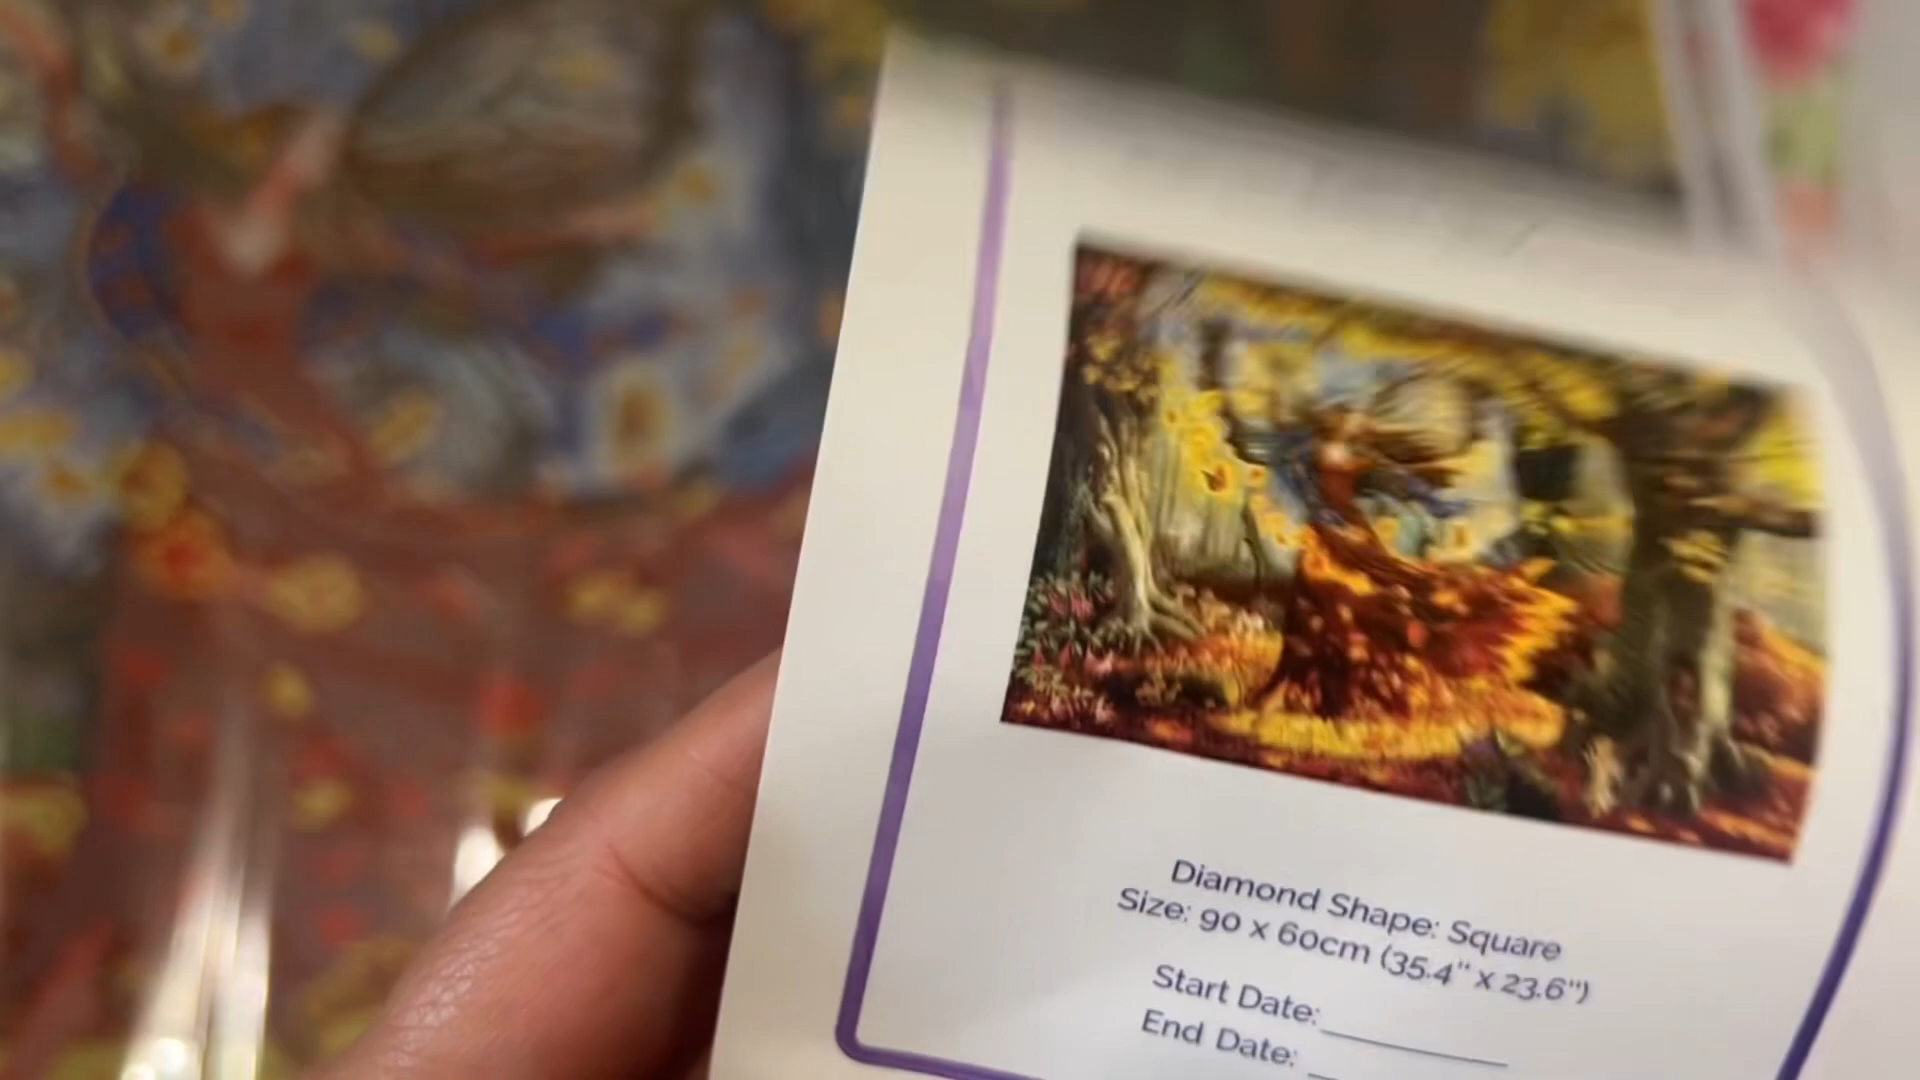 Diamond Shape: Square
Size: 90 x 60cm (35.4" x 23.6")
Start Date:
End Date: